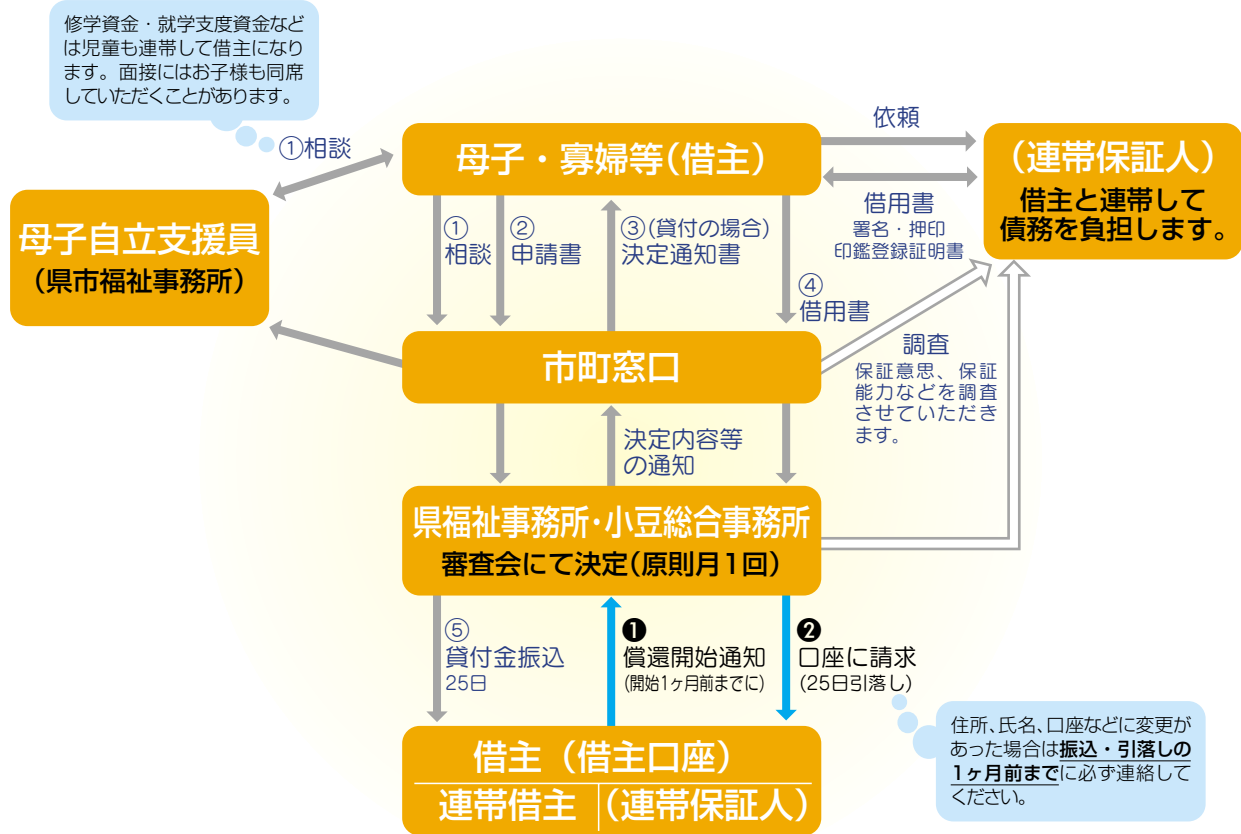 修学資金・就学支度資金など
は児童も連帯して借主になり
ます。面接にはお子様も同席
していただくことがあります。
①相談
母子・寡婦等(借主)
依頼
(連帯保証人)
借主と連帯して
債務を負担します。
借用書
署名・押印
印鑑登録証明書
母子自立支援員
(県市福祉事務所)
①
相談
②
申請書
③(貸付の場合)
決定通知書
④
借用書
市町窓口
調査
保証意思、保証
能力などを調査
させていただき
ます。
決定内容等
の通知
県福祉事務所・小豆総合事務所
審査会にて決定(原則月1回)
⑤
貸付金振込
25日
❶
償還開始通知
(開始1ヶ月前までに)
❷
口座に請求
(25日引落し)
住所、氏名、口座などに変更が
あった場合は振込・引落しの
1ヶ月前までに必ず連絡して
ください。
借主(借主口座)
連帯借主 (連帯保証人)